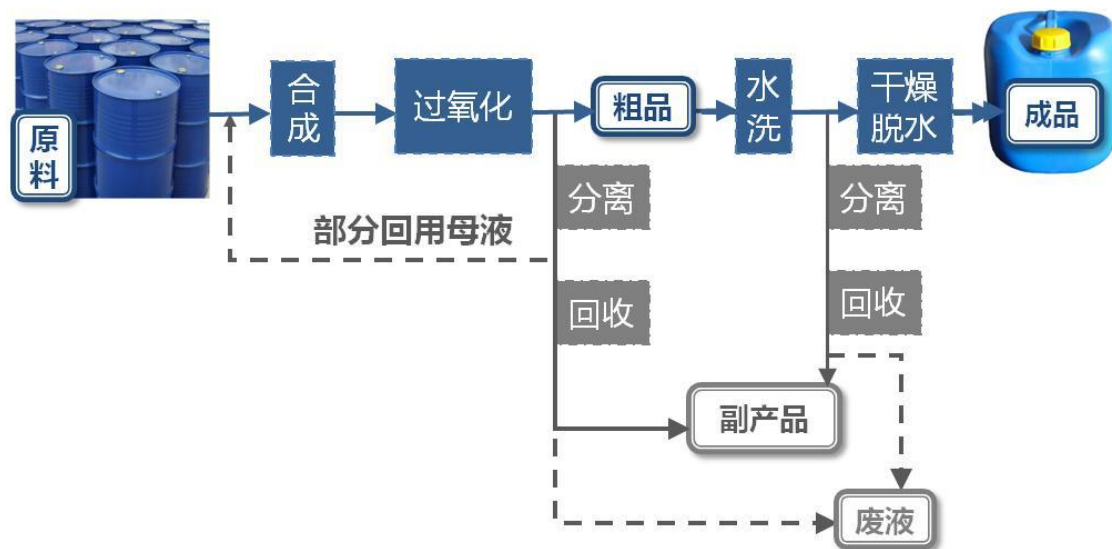 原料
合成
过氧化
粗品
水洗
干燥
脱水
成品
分离
分离
部分回用母液
回收
回收
副产品
废液